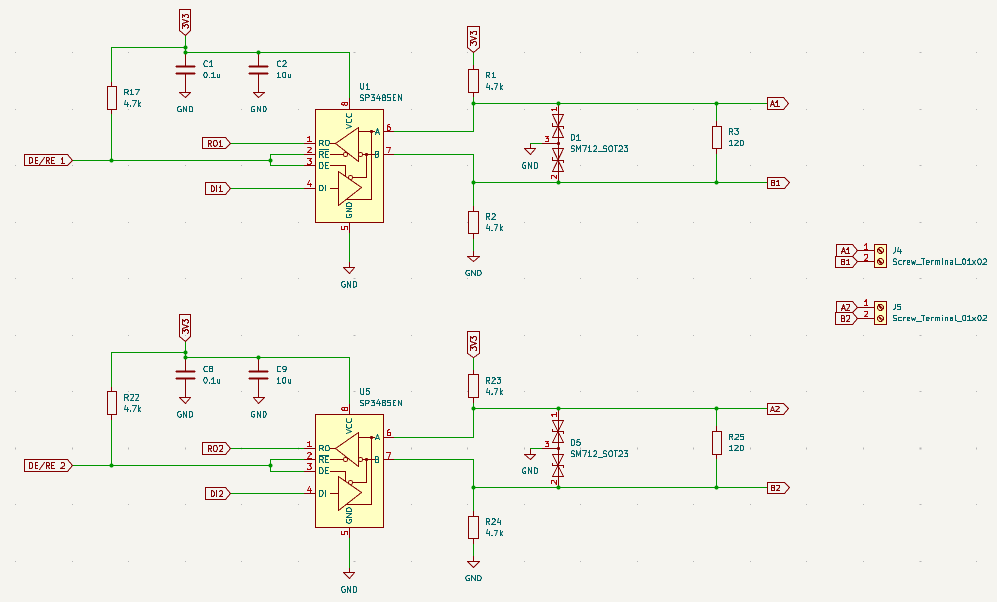 3V3
C1
0.1u
C2
10u
GND
GND
R17
4.7k
DE/RE 1
RO1
DI1
U1
SP3485EN
8
VCC
1
RO
2
RE
3
DE
4
DI
A
6
B
7
GND
5
GND
3V3
R1
4.7k
R2
4.7k
GND
1
3
2
GND
D1
SM712_SOT23
R3
120
A1
B1
A1
1
J4
B1
2
Screw_Terminal_01x02
A2
1
J5
B2
2
Screw_Terminal_01x02
3V3
C8
0.1u
C9
10u
GND
GND
R22
4.7k
DE/RE 2
RO2
DI2
U5
SP3485EN
8
VCC
1
RO
2
RE
3
DE
4
DI
A
6
B
7
GND
5
GND
3V3
R23
4.7k
R24
4.7k
GND
1
3
2
GND
D5
SM712_SOT23
R25
120
A2
B2